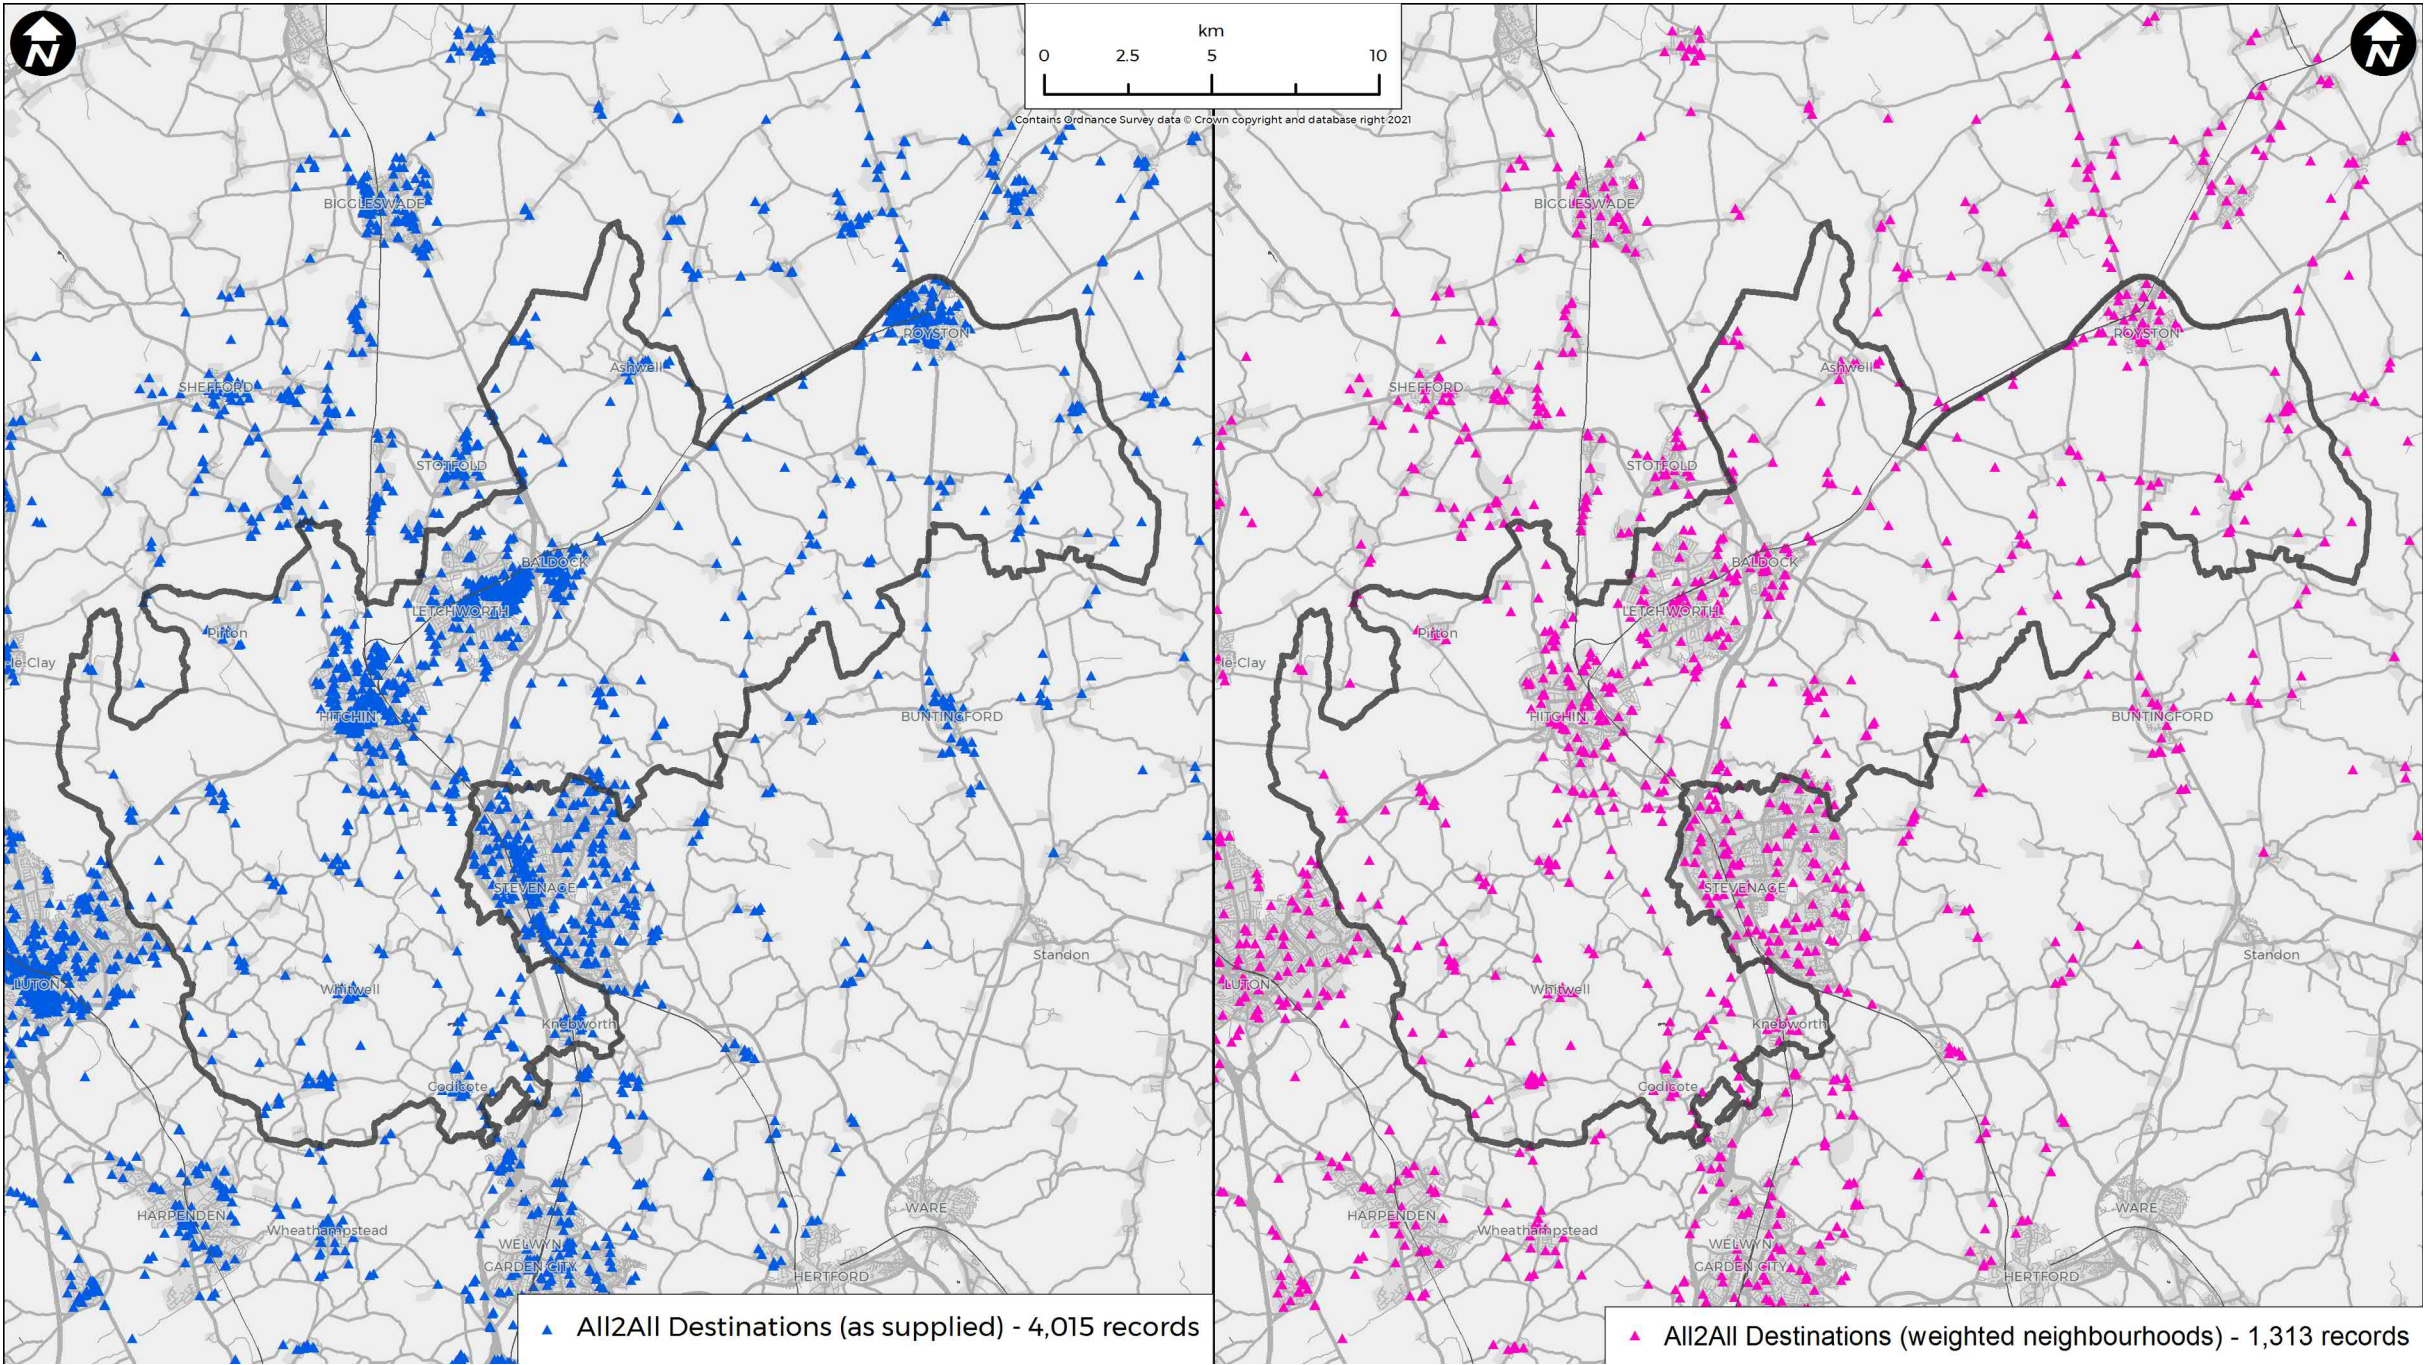 N
km
0 2.5 5 10
N
Contains Ordnance Survey data © Crown copyright and database right 2021
BIGGLESWADE
ROYSTON
Ashwell
SHEFFORD
STOTFOLD
BALDOCK
LETCHWORTH
Pirton
le-Clay
HITCHIN
BUNTINGFORD
STEVENAGE
Standon
LUTON
Whitwell
Knebworth
Codicote
WARE
HARPENDEN
Wheathampstead
WELWYN
GARDEN CITY
HERTFORD
All2All Destinations (as supplied) - 4,015 records
BIGGLESWADE
ROYSTON
Ashwell
SHEFFORD
STOTFOLD
BALDOCK
LETCHWORTH
Pirton
le-Clay
HITCHIN
BUNTINGFORD
STEVENAGE
Standon
LUTON
Whitwell
Knebworth
Codicote
WARE
HARPENDEN
Wheathampstead
WELWYN
GARDEN CITY
HERTFORD
All2All Destinations (weighted neighbourhoods) - 1,313 records